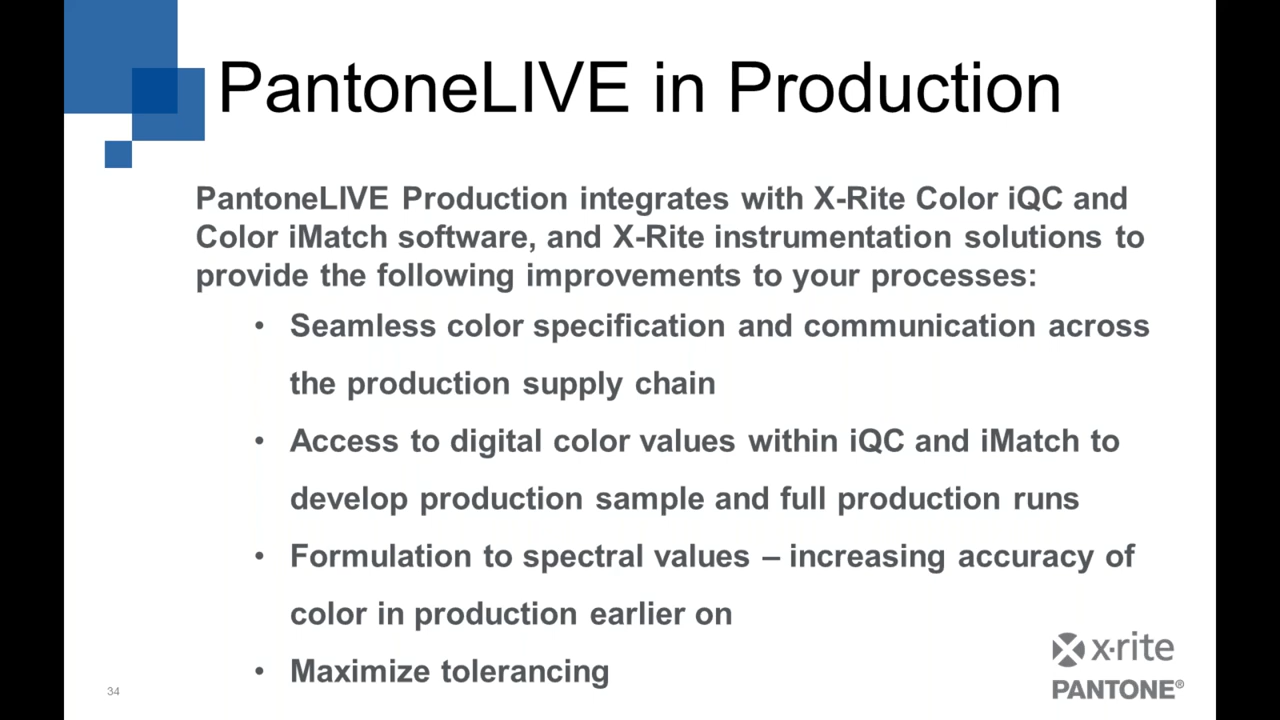 PantoneLIVE in Production
PantoneLIVE Production integrates with X-Rite Color iQC and
Color iMatch software, and X-Rite instrumentation solutions to
provide the following improvements to your processes:
• Seamless color specification and communication across
the production supply chain
• Access to digital color values within iQC and iMatch to
develop production sample and full production runs
• Formulation to spectral values – increasing accuracy of
color in production earlier on
• Maximize tolerancing
34
x·rite
PANTONE®